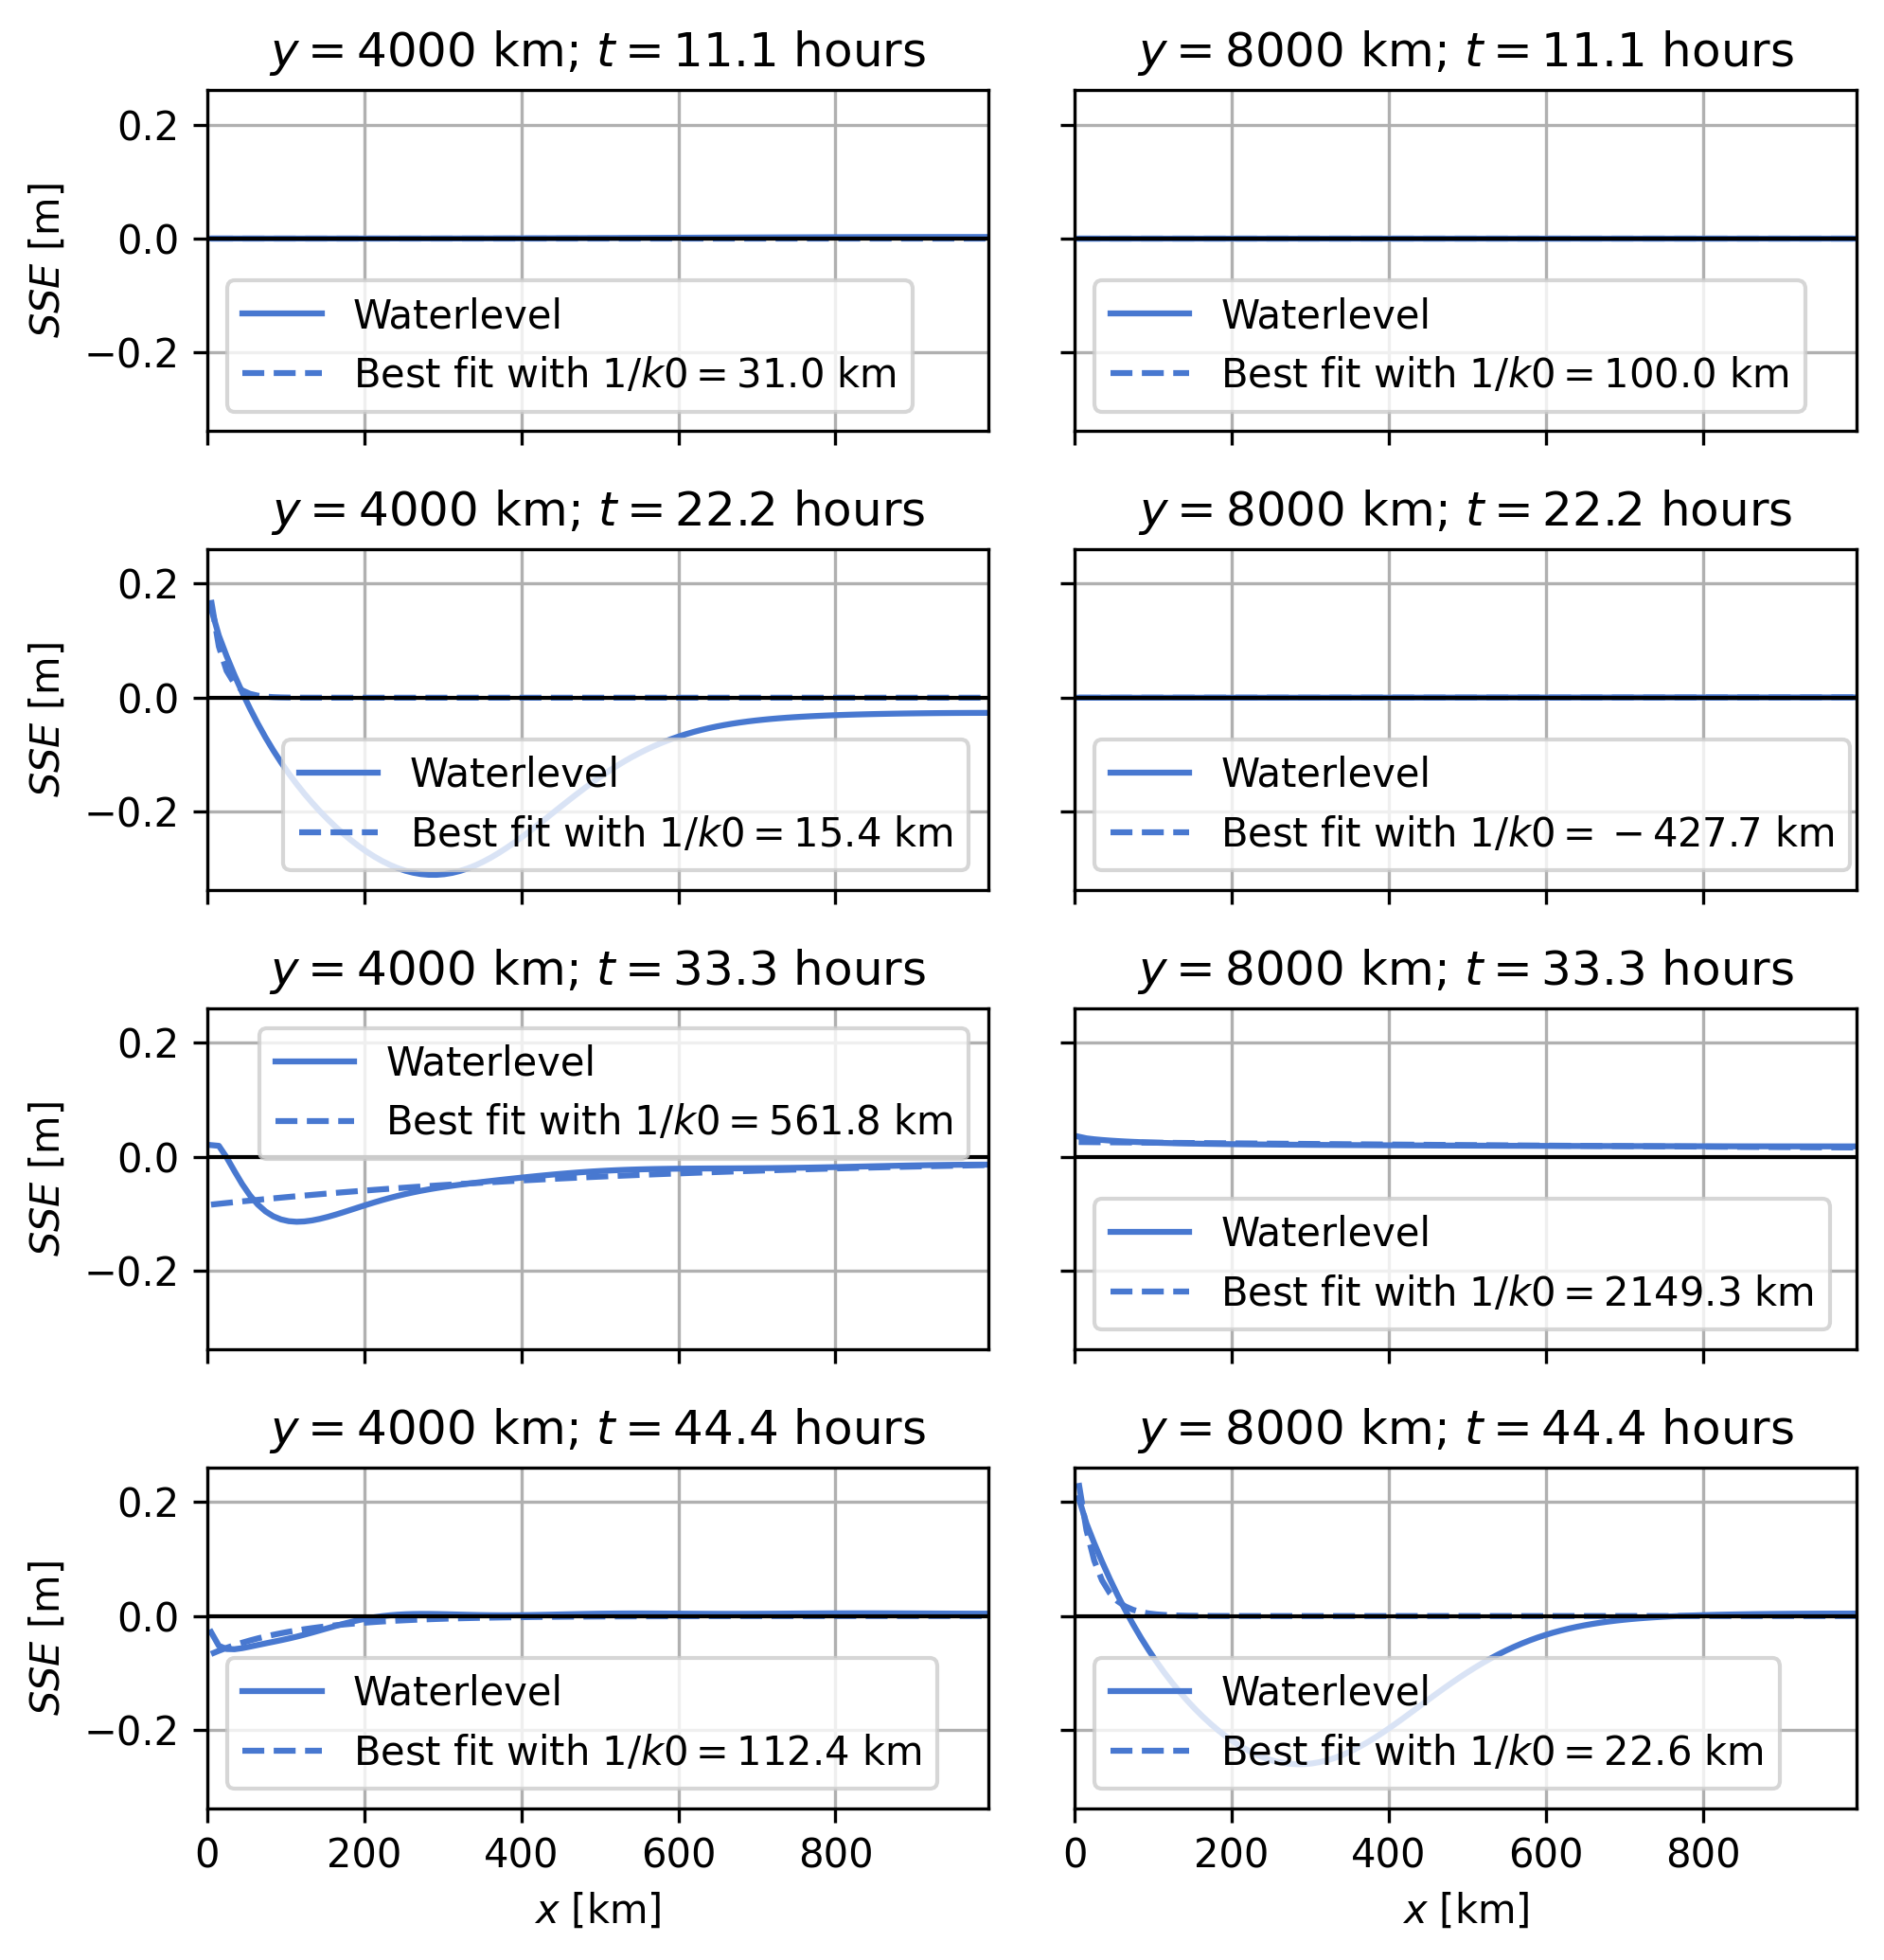 y = 4000 km; t = 11.1 hours
y = 8000 km; t = 11.1 hours
SSE [m]
0.2
0.0
−0.2
Waterlevel
Best fit with 1/k0 = 31.0 km
Waterlevel
Best fit with 1/k0 = 100.0 km
y = 4000 km; t = 22.2 hours
y = 8000 km; t = 22.2 hours
SSE [m]
0.2
0.0
−0.2
Waterlevel
Best fit with 1/k0 = 15.4 km
Waterlevel
Best fit with 1/k0 = −427.7 km
y = 4000 km; t = 33.3 hours
y = 8000 km; t = 33.3 hours
SSE [m]
0.2
0.0
−0.2
Waterlevel
Best fit with 1/k0 = 561.8 km
Waterlevel
Best fit with 1/k0 = 2149.3 km
y = 4000 km; t = 44.4 hours
y = 8000 km; t = 44.4 hours
SSE [m]
0.2
0.0
−0.2
Waterlevel
Best fit with 1/k0 = 112.4 km
Waterlevel
Best fit with 1/k0 = 22.6 km
0 200 400 600 800
0 200 400 600 800
x [km]
x [km]